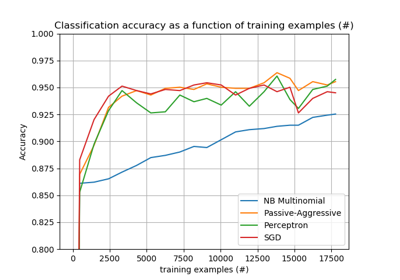 Classification accuracy as a function of training examples (#)
1.000
0.975
0.950
0.925
0.900
0.875
0.850
0.825
0.800
Accuracy
NB Multinomial
Passive-Aggressive
Perceptron
SGD
0 2500 5000 7500 10000 12500 15000 17500
training examples (#)